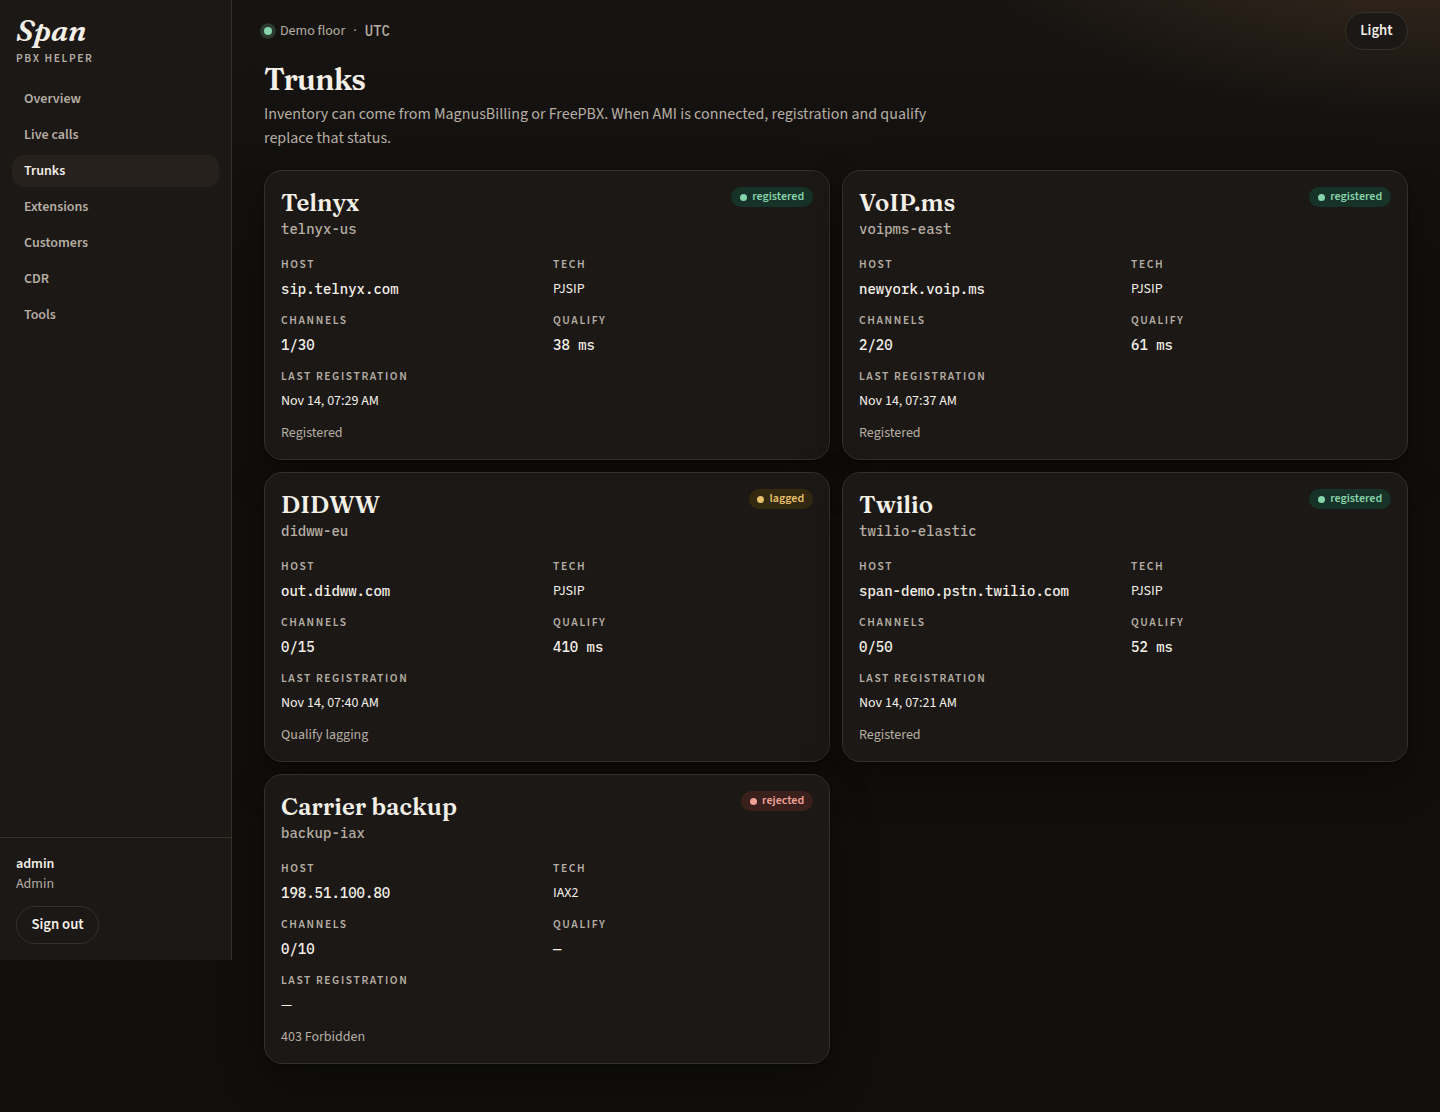 Span
PBX HELPER
Overview
Live calls
Trunks
Extensions
Customers
CDR
Tools
admin
Admin
Sign out
Demo floor · UTC
Light
Trunks
Inventory can come from MagnusBilling or FreePBX. When AMI is connected, registration and qualify
replace that status.
Telnyx
registered
telnyx-us
HOST
TECH
sip.telnyx.com
PJSIP
CHANNELS
QUALIFY
1/30
38 ms
LAST REGISTRATION
Nov 14, 07:29 AM
Registered
VoIP.ms
registered
voipms-east
HOST
TECH
newyork.voip.ms
PJSIP
CHANNELS
QUALIFY
2/20
61 ms
LAST REGISTRATION
Nov 14, 07:37 AM
Registered
DIDWW
lagged
didww-eu
HOST
TECH
out.didww.com
PJSIP
CHANNELS
QUALIFY
0/15
410 ms
LAST REGISTRATION
Nov 14, 07:40 AM
Qualify lagging
Twilio
registered
twilio-elastic
HOST
TECH
span-demo.pstn.twilio.com
PJSIP
CHANNELS
QUALIFY
0/50
52 ms
LAST REGISTRATION
Nov 14, 07:21 AM
Registered
Carrier backup
rejected
backup-iax
HOST
TECH
198.51.100.80
IAX2
CHANNELS
QUALIFY
0/10
—
LAST REGISTRATION
—
403 Forbidden